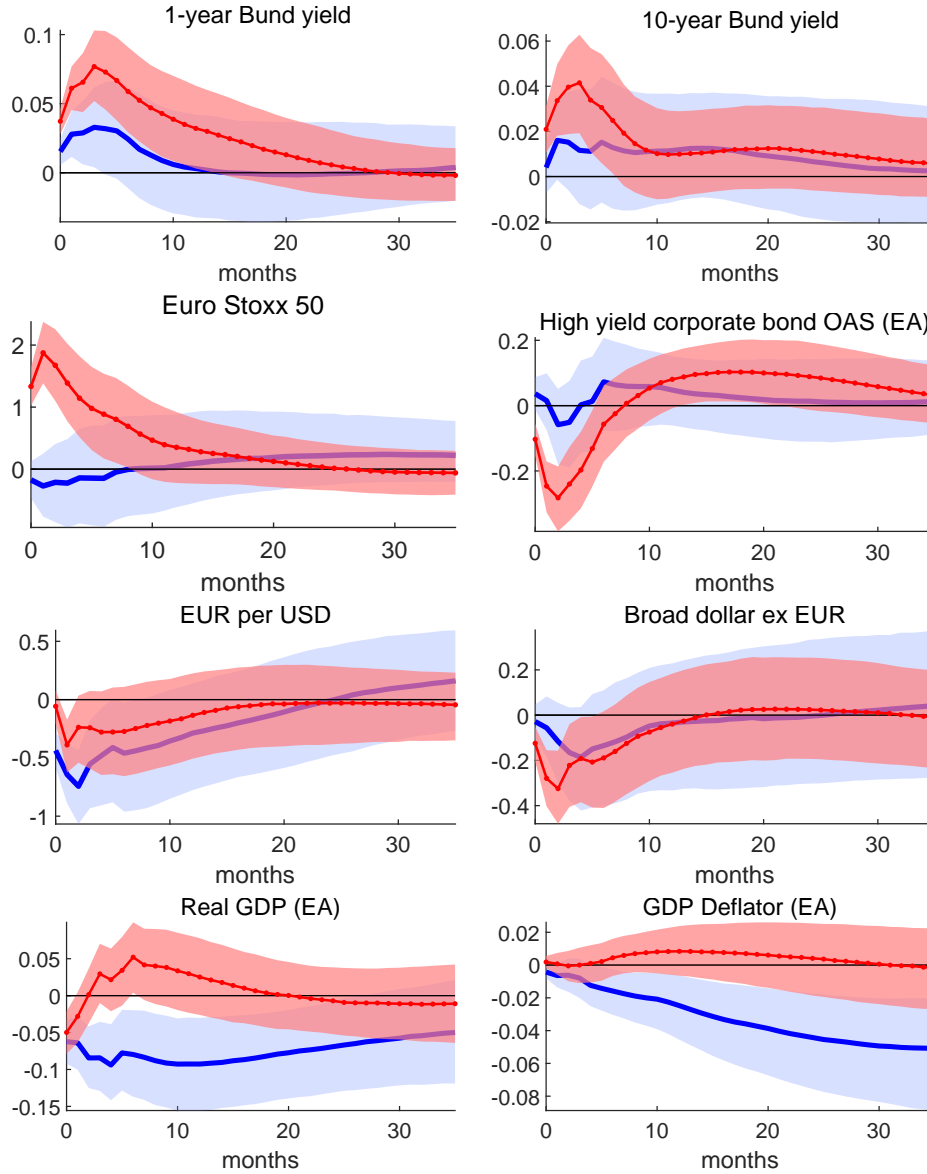 1-year Bund yield
0.1
0.05
0
0 10 20 30
months
10-year Bund yield
0.06
0.04
0.02
0
-0.02
0 10 20 30
months
Euro Stoxx 50
2
1
0
0 10 20 30
months
High yield corporate bond OAS (EA)
0.2
0
-0.2
0 10 20 30
months
EUR per USD
0.5
0
-0.5
-1
0 10 20 30
months
Broad dollar ex EUR
0.2
0
-0.2
-0.4
0 10 20 30
months
Real GDP (EA)
0.05
0
-0.05
-0.1
-0.15
0 10 20 30
months
GDP Deflator (EA)
0.02
0
-0.02
-0.04
-0.06
-0.08
0 10 20 30
months